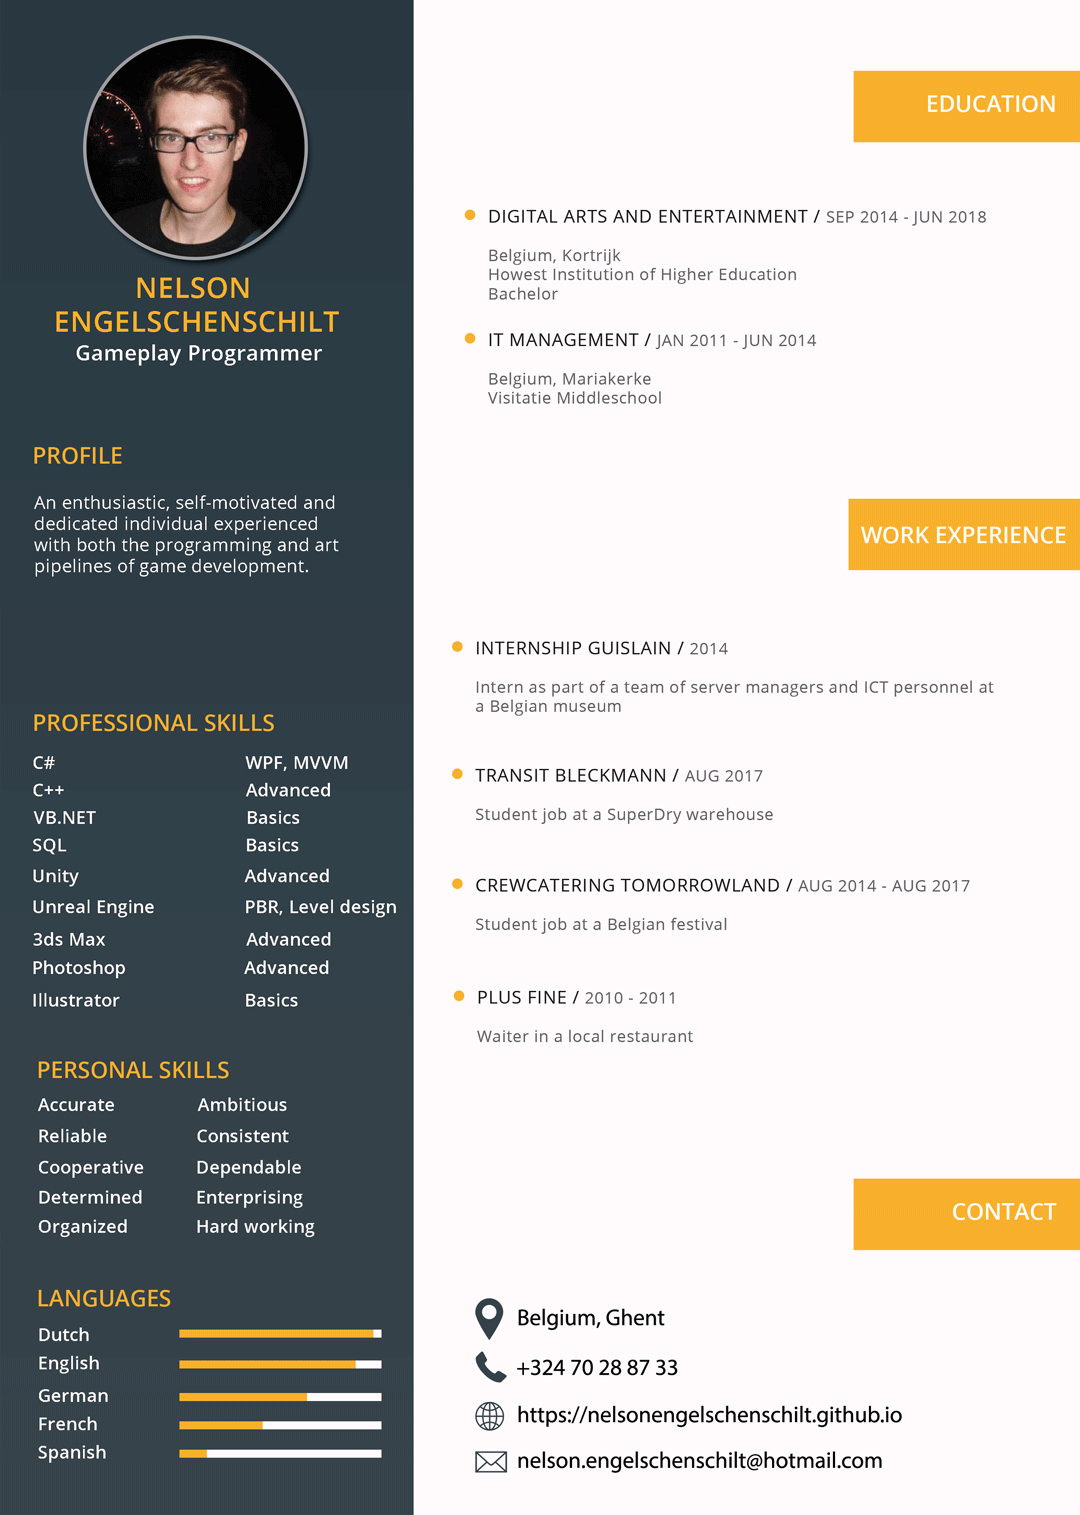 NELSON
ENGELSCHENSCHILT
Gameplay Programmer
PROFILE
An enthusiastic, self-motivated and
dedicated individual experienced
with both the programming and art
pipelines of game development.
PROFESSIONAL SKILLS
C# WPF, MVVM
C++ Advanced
VB.NET Basics
SQL Basics
Unity Advanced
Unreal Engine PBR, Level design
3ds Max Advanced
Photoshop Advanced
Illustrator Basics
PERSONAL SKILLS
Accurate Ambitious
Reliable Consistent
Cooperative Dependable
Determined Enterprising
Organized Hard working
LANGUAGES
Dutch
English
German
French
Spanish
EDUCATION
DIGITAL ARTS AND ENTERTAINMENT / SEP 2014 - JUN 2018
Belgium, Kortrijk
Howest Institution of Higher Education
Bachelor
IT MANAGEMENT / JAN 2011 - JUN 2014
Belgium, Mariakerke
Visitatie Middleschool
WORK EXPERIENCE
INTERNSHIP GUISLAIN / 2014
Intern as part of a team of server managers and ICT personnel at
a Belgian museum
TRANSIT BLECKMANN / AUG 2017
Student job at a SuperDry warehouse
CREWCATERING TOMORROWLAND / AUG 2014 - AUG 2017
Student job at a Belgian festival
PLUS FINE / 2010 - 2011
Waiter in a local restaurant
CONTACT
Belgium, Ghent
+324 70 28 87 33
https://nelsonengelschenschilt.github.io
nelson.engelschenschilt@hotmail.com